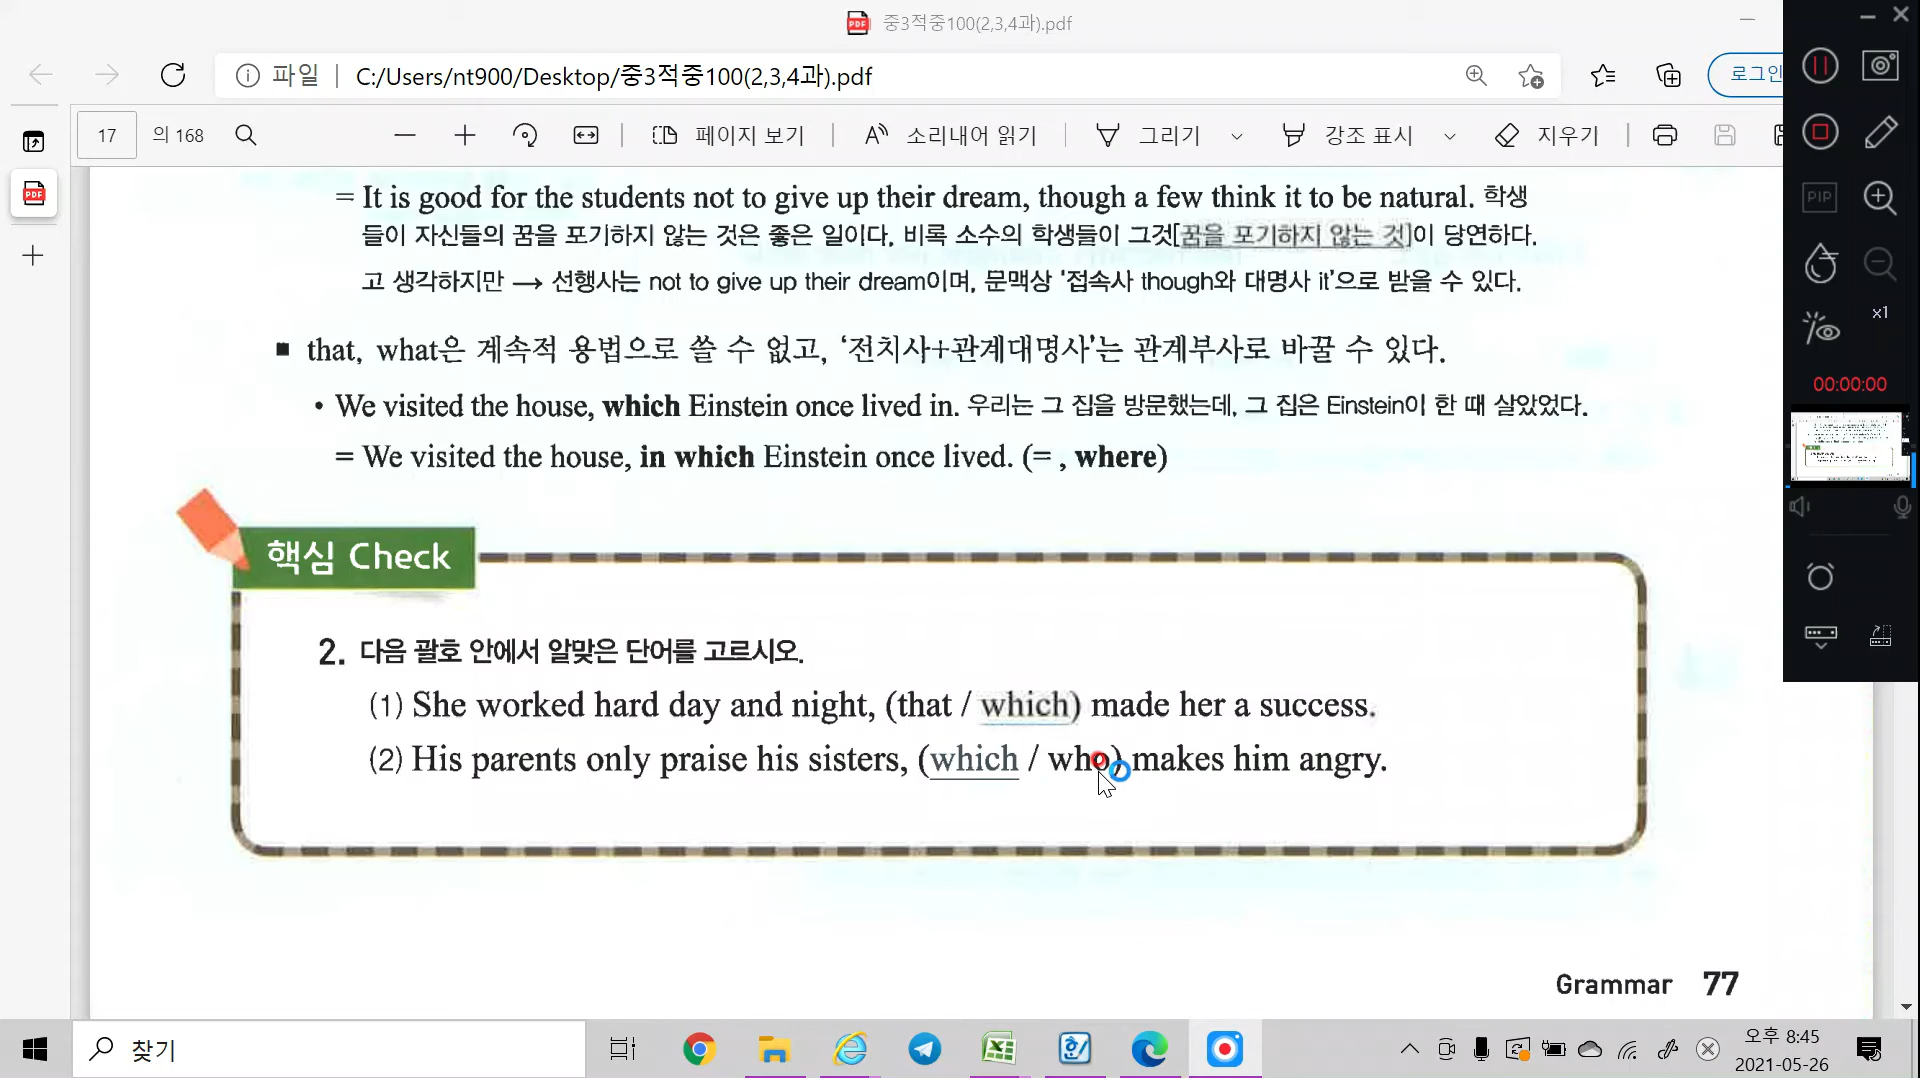 중3적중100(2,3,4과).pdf
파일 | C:/Users/nt900/Desktop/중3적중100(2,3,4과).pdf
로그인
17 의 168 페이지 보기 소리내어 읽기 그리기 강조 표시 지우기
= It is good for the students not to give up their dream, though a few think it to be natural. 학생
들이 자신들의 꿈을 포기하지 않는 것은 좋은 일이다, 비록 소수의 학생들이 그것[꿈을 포기하지 않는 것]이 당연하다.
고 생각하지만 → 선행사는 not to give up their dream이며, 문맥상 ‘접속사 though와 대명사 it’으로 받을 수 있다.
■ that, what은 계속적 용법으로 쓸 수 없고, ‘전치사+관계대명사’는 관계부사로 바꿀 수 있다.
• We visited the house, which Einstein once lived in. 우리는 그 집을 방문했는데, 그 집은 Einstein이 한 때 살았었다.
= We visited the house, in which Einstein once lived. (= , where)
핵심 Check
2. 다음 괄호 안에서 알맞은 단어를 고르시오.
(1) She worked hard day and night, (that / which) made her a success.
(2) His parents only praise his sisters, (which / who) makes him angry.
Grammar 77
PIP
x1
00:00:00
찾기
오후 8:45
2021-05-26